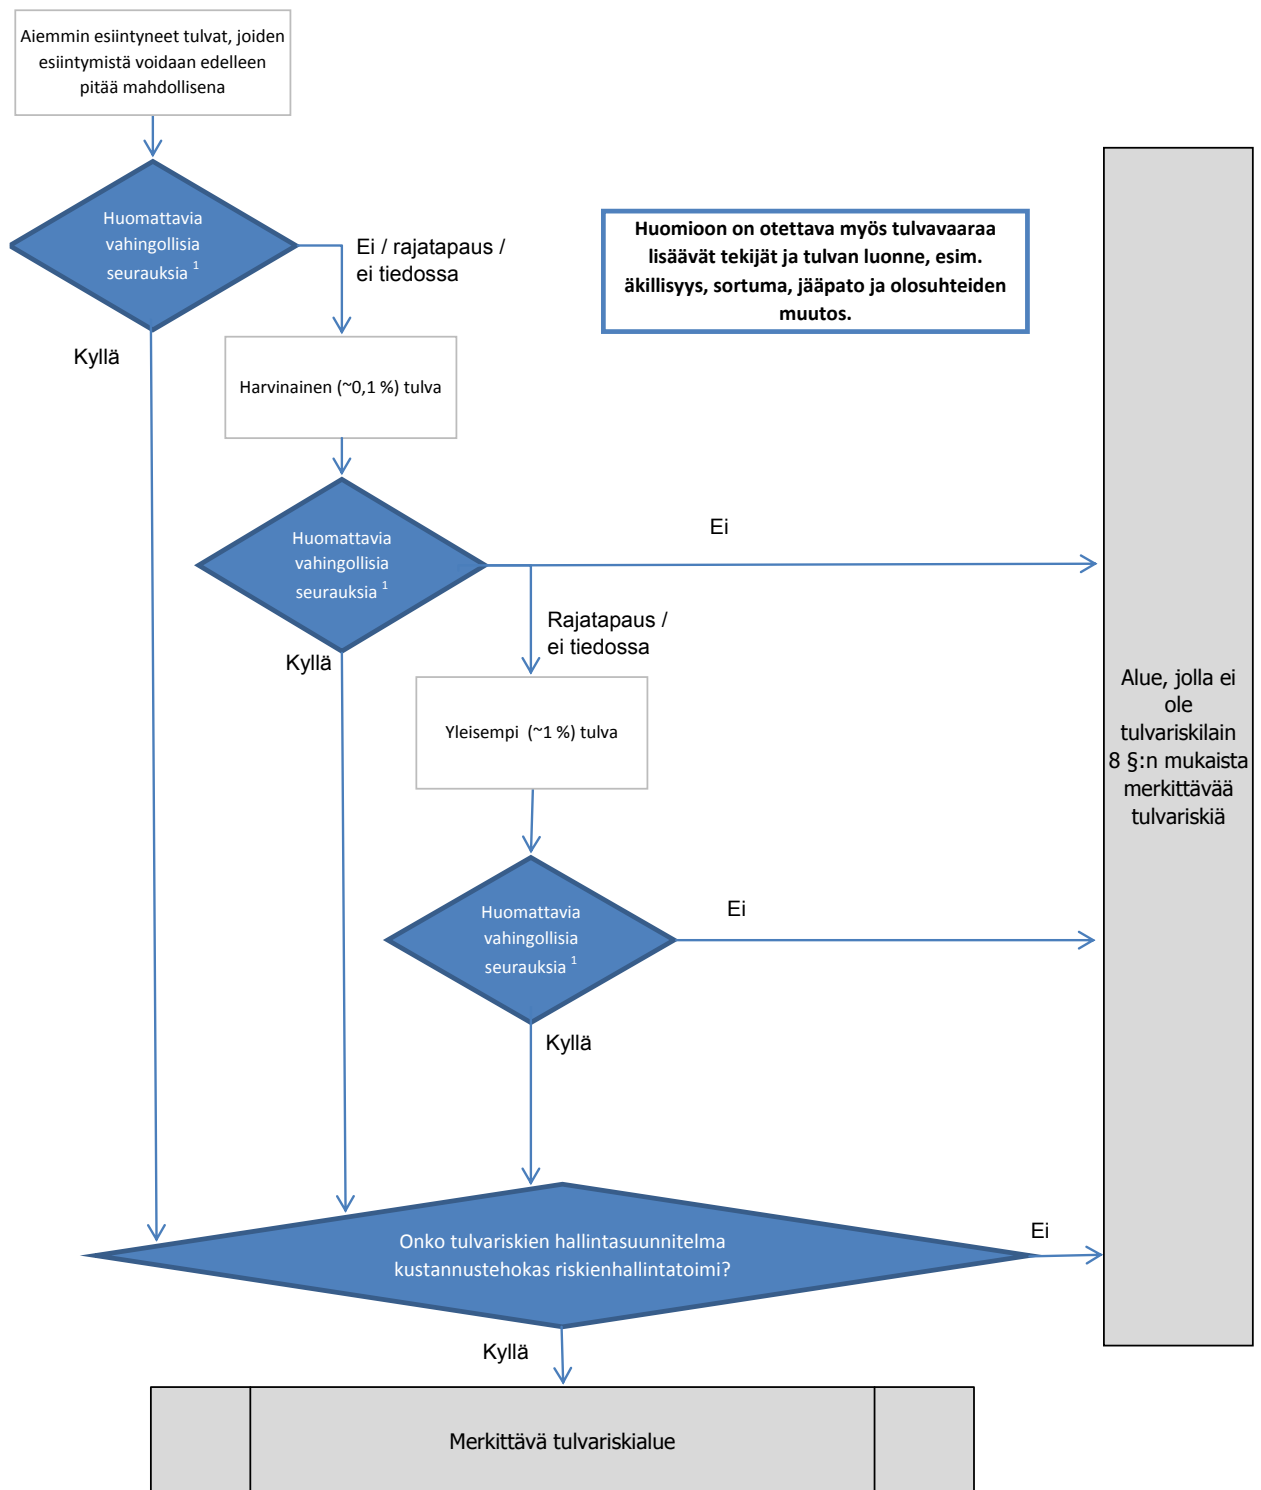 Aiemmin esiintyneet tulvat, joiden
esiintymistä voidaan edelleen
pitää mahdollisena
Huomattavia
vahingollisia
seurauksia 1
Ei / rajatapaus /
ei tiedossa
Kyllä
Huomioon on otettava myös tulvavaaraa
lisäävät tekijät ja tulvan luonne, esim.
äkillisyys, sortuma, jääpato ja olosuhteiden
muutos.
Harvinainen (~0,1 %) tulva
Huomattavia
vahingollisia
seurauksia 1
Ei
Rajatapaus /
ei tiedossa
Kyllä
Yleisempi (~1 %) tulva
Alue, jolla ei
ole
tulvariskilain
8 §:n mukaista
merkittävää
tulvariskiä
Huomattavia
vahingollisia
seurauksia 1
Ei
Kyllä
Onko tulvariskien hallintasuunnitelma
kustannustehokas riskienhallintatoimi?
Ei
Kyllä
Merkittävä tulvariskialue